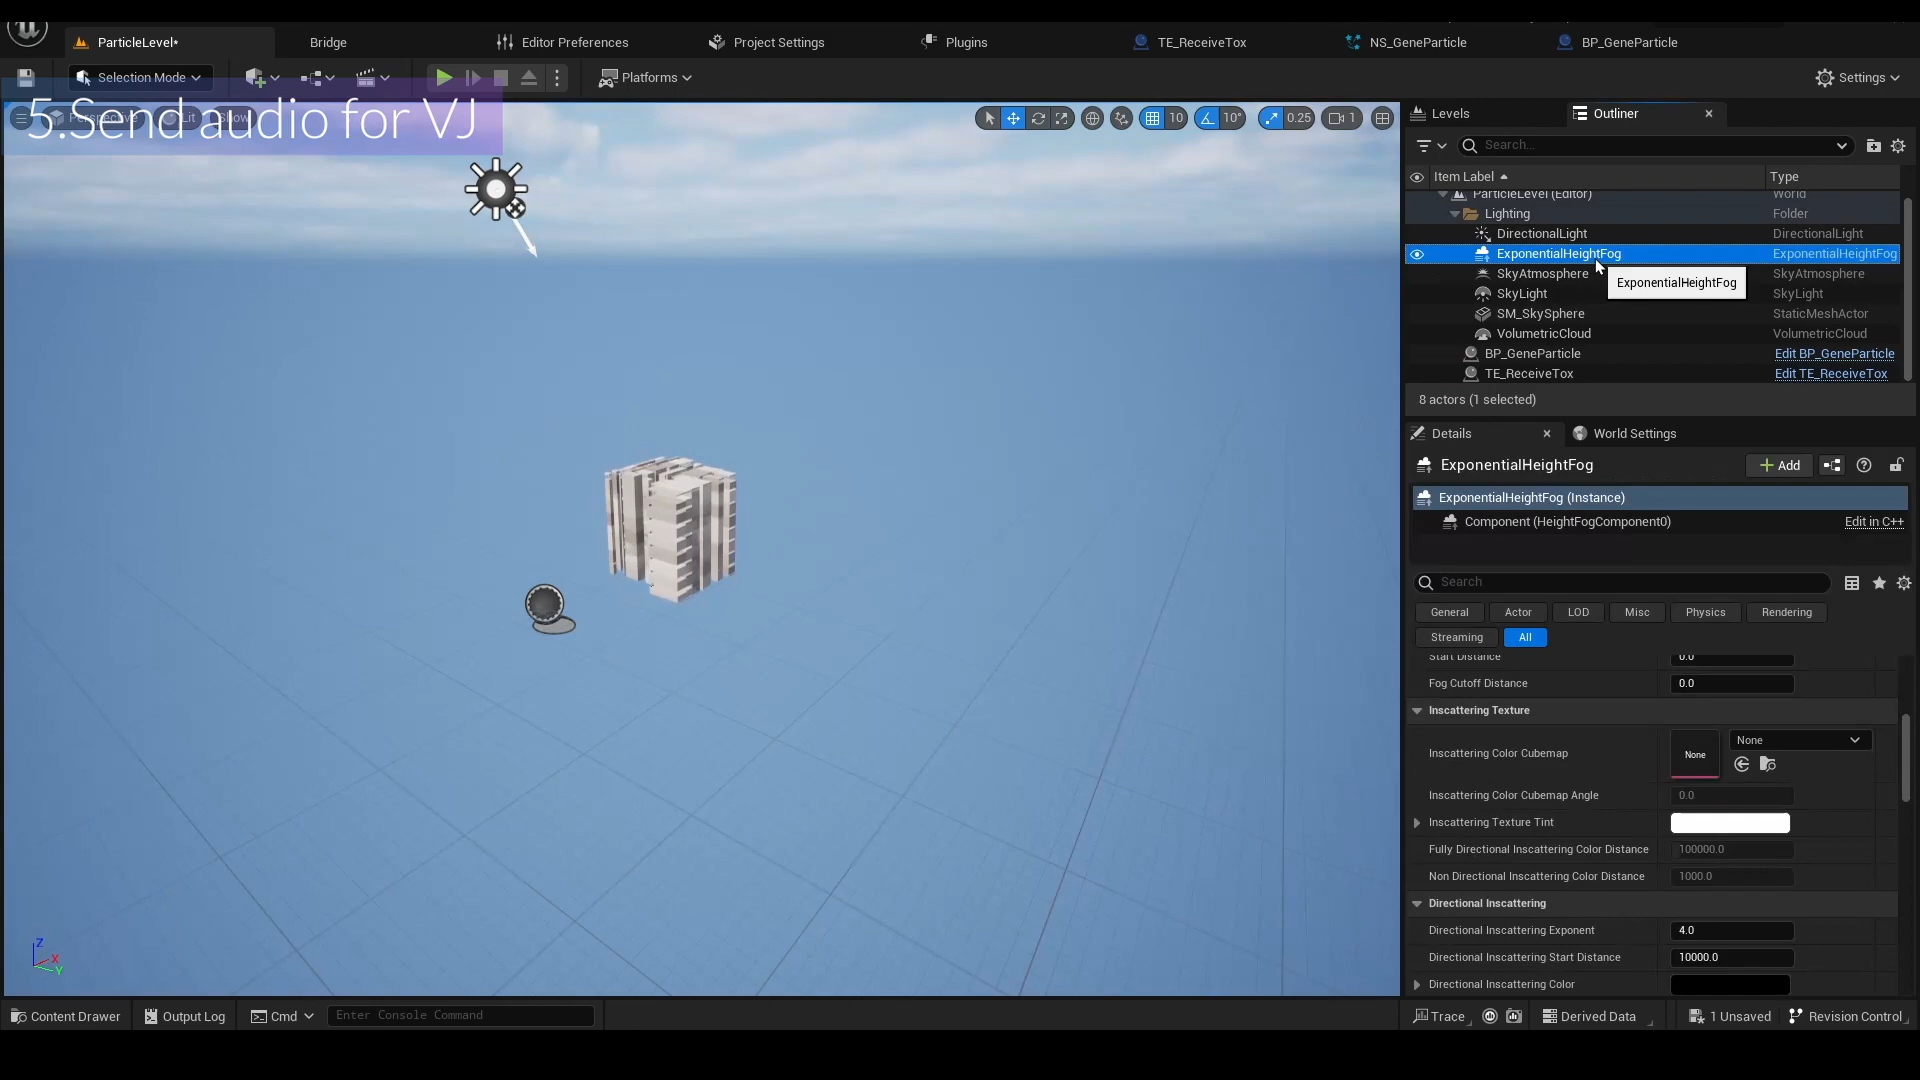 ParticleLevel*
Bridge
Editor Preferences
Project Settings
Plugins
TE_ReceiveTox
NS_GeneParticle
BP_GeneParticle
Selection Mode
Platforms
Settings
5.Send audio for VJ
Perspective
Lit
Show
10
10°
0.25
1
Levels
Outliner
Search...
Item Label
Type
ParticleLevel (Editor)
World
Lighting
Folder
DirectionalLight
DirectionalLight
ExponentialHeightFog
ExponentialHeightFog
SkyAtmosphere
SkyAtmosphere
ExponentialHeightFog
SkyLight
SkyLight
SM_SkySphere
StaticMeshActor
VolumetricCloud
VolumetricCloud
BP_GeneParticle
Edit BP_GeneParticle
TE_ReceiveTox
Edit TE_ReceiveTox
8 actors (1 selected)
Details
World Settings
ExponentialHeightFog
Add
ExponentialHeightFog (Instance)
Component (HeightFogComponent0)
Edit in C++
Search
General
Actor
LOD
Misc
Physics
Rendering
Streaming
All
Start Distance
0.0
Fog Cutoff Distance
0.0
Inscattering Texture
Inscattering Color Cubemap
None
None
Inscattering Color Cubemap Angle
0.0
Inscattering Texture Tint
Fully Directional Inscattering Color Distance
100000.0
Non Directional Inscattering Color Distance
1000.0
Directional Inscattering
Directional Inscattering Exponent
4.0
Directional Inscattering Start Distance
10000.0
Directional Inscattering Color
Z
X
Y
Content Drawer
Output Log
Cmd
Enter Console Command
Trace
Derived Data
1 Unsaved
Revision Control